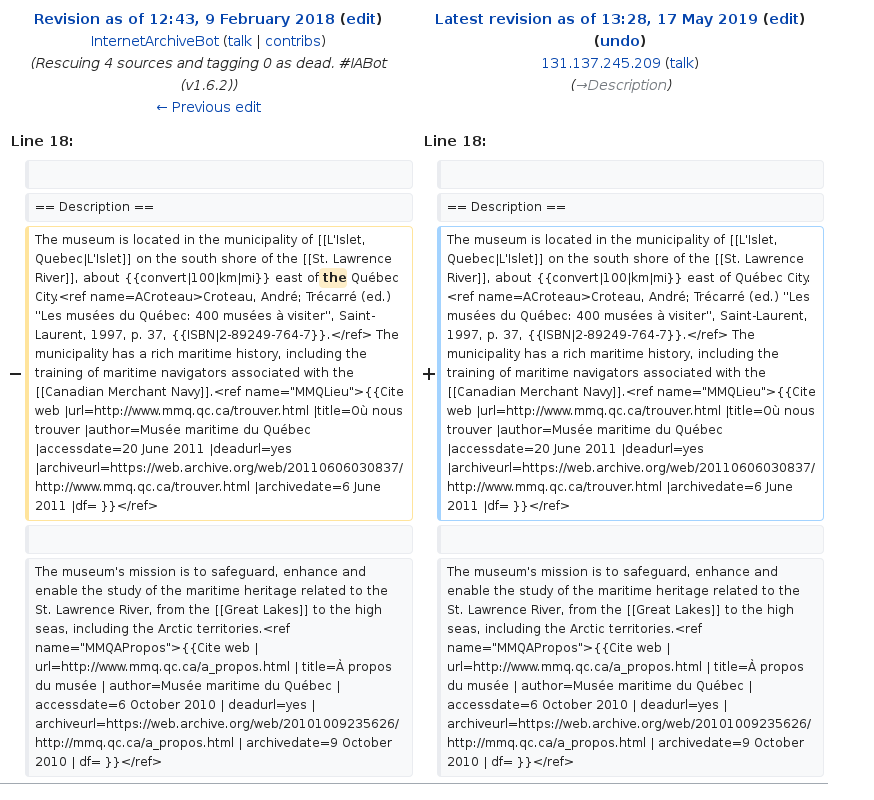 Revision as of 12:43, 9 February 2018 (edit)
InternetArchiveBot (talk | contribs)
(Rescuing 4 sources and tagging 0 as dead. #IABot
(v1.6.2))
← Previous edit
Latest revision as of 13:28, 17 May 2019 (edit)
(undo)
131.137.245.209 (talk)
(→Description)
Line 18:
== Description ==
−
The museum is located in the municipality of [[L'Islet,
Quebec|L'Islet]] on the south shore of the [[St. Lawrence
River]], about {{convert|100|km|mi}} east of the Québec
City.<ref name=ACroteau>Croteau, André; Trécarré (ed.)
"Les musées du Québec: 400 musées à visiter", Saint-
Laurent, 1997, p. 37, {{ISBN|2-89249-764-7}}.</ref> The
municipality has a rich maritime history, including the
training of maritime navigators associated with the
[[Canadian Merchant Navy]].<ref name="MMQLieu">{{Cite
web |url=http://www.mmq.qc.ca/trouver.html |title=Où nous
trouver |author=Musée maritime du Québec
|accessdate=20 June 2011 |deadurl=yes
|archiveurl=https://web.archive.org/web/20110606030837/
http://www.mmq.qc.ca/trouver.html |archivedate=6 June
2011 |df= }}</ref>
The museum's mission is to safeguard, enhance and
enable the study of the maritime heritage related to the
St. Lawrence River, from the [[Great Lakes]] to the high
seas, including the Arctic territories.<ref
name="MMQAPropos">{{Cite web |
url=http://www.mmq.qc.ca/a_propos.html | title=À propos
du musée | author=Musée maritime du Québec |
accessdate=6 October 2010 | deadurl=yes |
archiveurl=https://web.archive.org/web/20101009235626/
http://mmq.qc.ca/a_propos.html | archivedate=9 October
2010 | df= }}</ref>
Line 18:
== Description ==
+
The museum is located in the municipality of [[L'Islet,
Quebec|L'Islet]] on the south shore of the [[St. Lawrence
River]], about {{convert|100|km|mi}} east of Québec City.
<ref name=ACroteau>Croteau, André; Trécarré (ed.) "Les
musées du Québec: 400 musées à visiter", Saint-Laurent,
1997, p. 37, {{ISBN|2-89249-764-7}}.</ref> The
municipality has a rich maritime history, including the
training of maritime navigators associated with the
[[Canadian Merchant Navy]].<ref name="MMQLieu">{{Cite
web |url=http://www.mmq.qc.ca/trouver.html |title=Où nous
trouver |author=Musée maritime du Québec
|accessdate=20 June 2011 |deadurl=yes
|archiveurl=https://web.archive.org/web/20110606030837/
http://www.mmq.qc.ca/trouver.html |archivedate=6 June
2011 |df= }}</ref>
The museum's mission is to safeguard, enhance and
enable the study of the maritime heritage related to the
St. Lawrence River, from the [[Great Lakes]] to the high
seas, including the Arctic territories.<ref
name="MMQAPropos">{{Cite web |
url=http://www.mmq.qc.ca/a_propos.html | title=À propos
du musée | author=Musée maritime du Québec |
accessdate=6 October 2010 | deadurl=yes |
archiveurl=https://web.archive.org/web/20101009235626/
http://mmq.qc.ca/a_propos.html | archivedate=9 October
2010 | df= }}</ref>